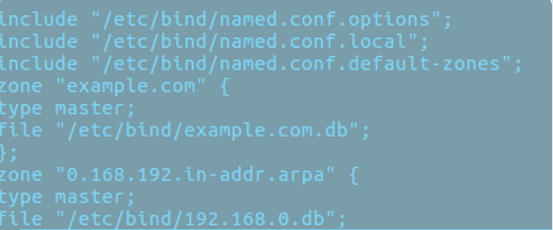 include "/etc/bind/named.conf.options";
include "/etc/bind/named.conf.local";
include "/etc/bind/named.conf.default-zones";
zone "example.com" {
type master;
file "/etc/bind/example.com.db";
};
zone "0.168.192.in-addr.arpa" {
type master;
file "/etc/bind/192.168.0.db";